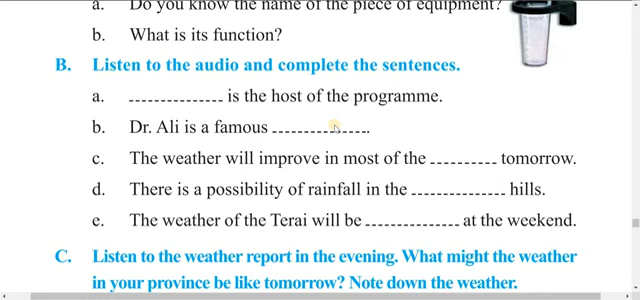 a. Do you know the name of the piece of equipment?
b. What is its function?
B. Listen to the audio and complete the sentences.
a. _______________ is the host of the programme.
b. Dr. Ali is a famous _______________.
c. The weather will improve in most of the __________ tomorrow.
d. There is a possibility of rainfall in the ______________ hills.
e. The weather of the Terai will be ______________ at the weekend.
C. Listen to the weather report in the evening. What might the weather
in your province be like tomorrow? Note down the weather.